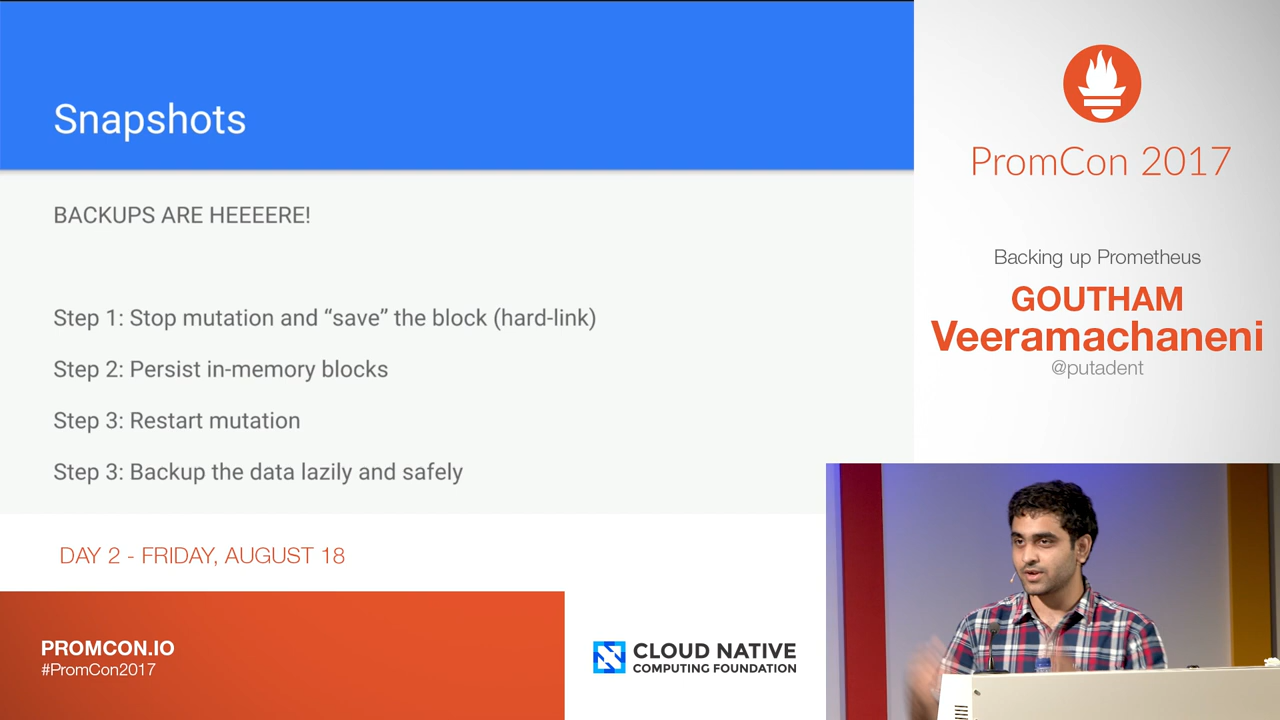 Snapshots
BACKUPS ARE HEEEERE!
Step 1: Stop mutation and “save” the block (hard-link)
Step 2: Persist in-memory blocks
Step 3: Restart mutation
Step 3: Backup the data lazily and safely
DAY 2 - FRIDAY, AUGUST 18
PROMCON.IO
#PromCon2017
CLOUD NATIVE
COMPUTING FOUNDATION
PromCon 2017
Backing up Prometheus
GOUTHAM
Veeramachaneni
@putadent